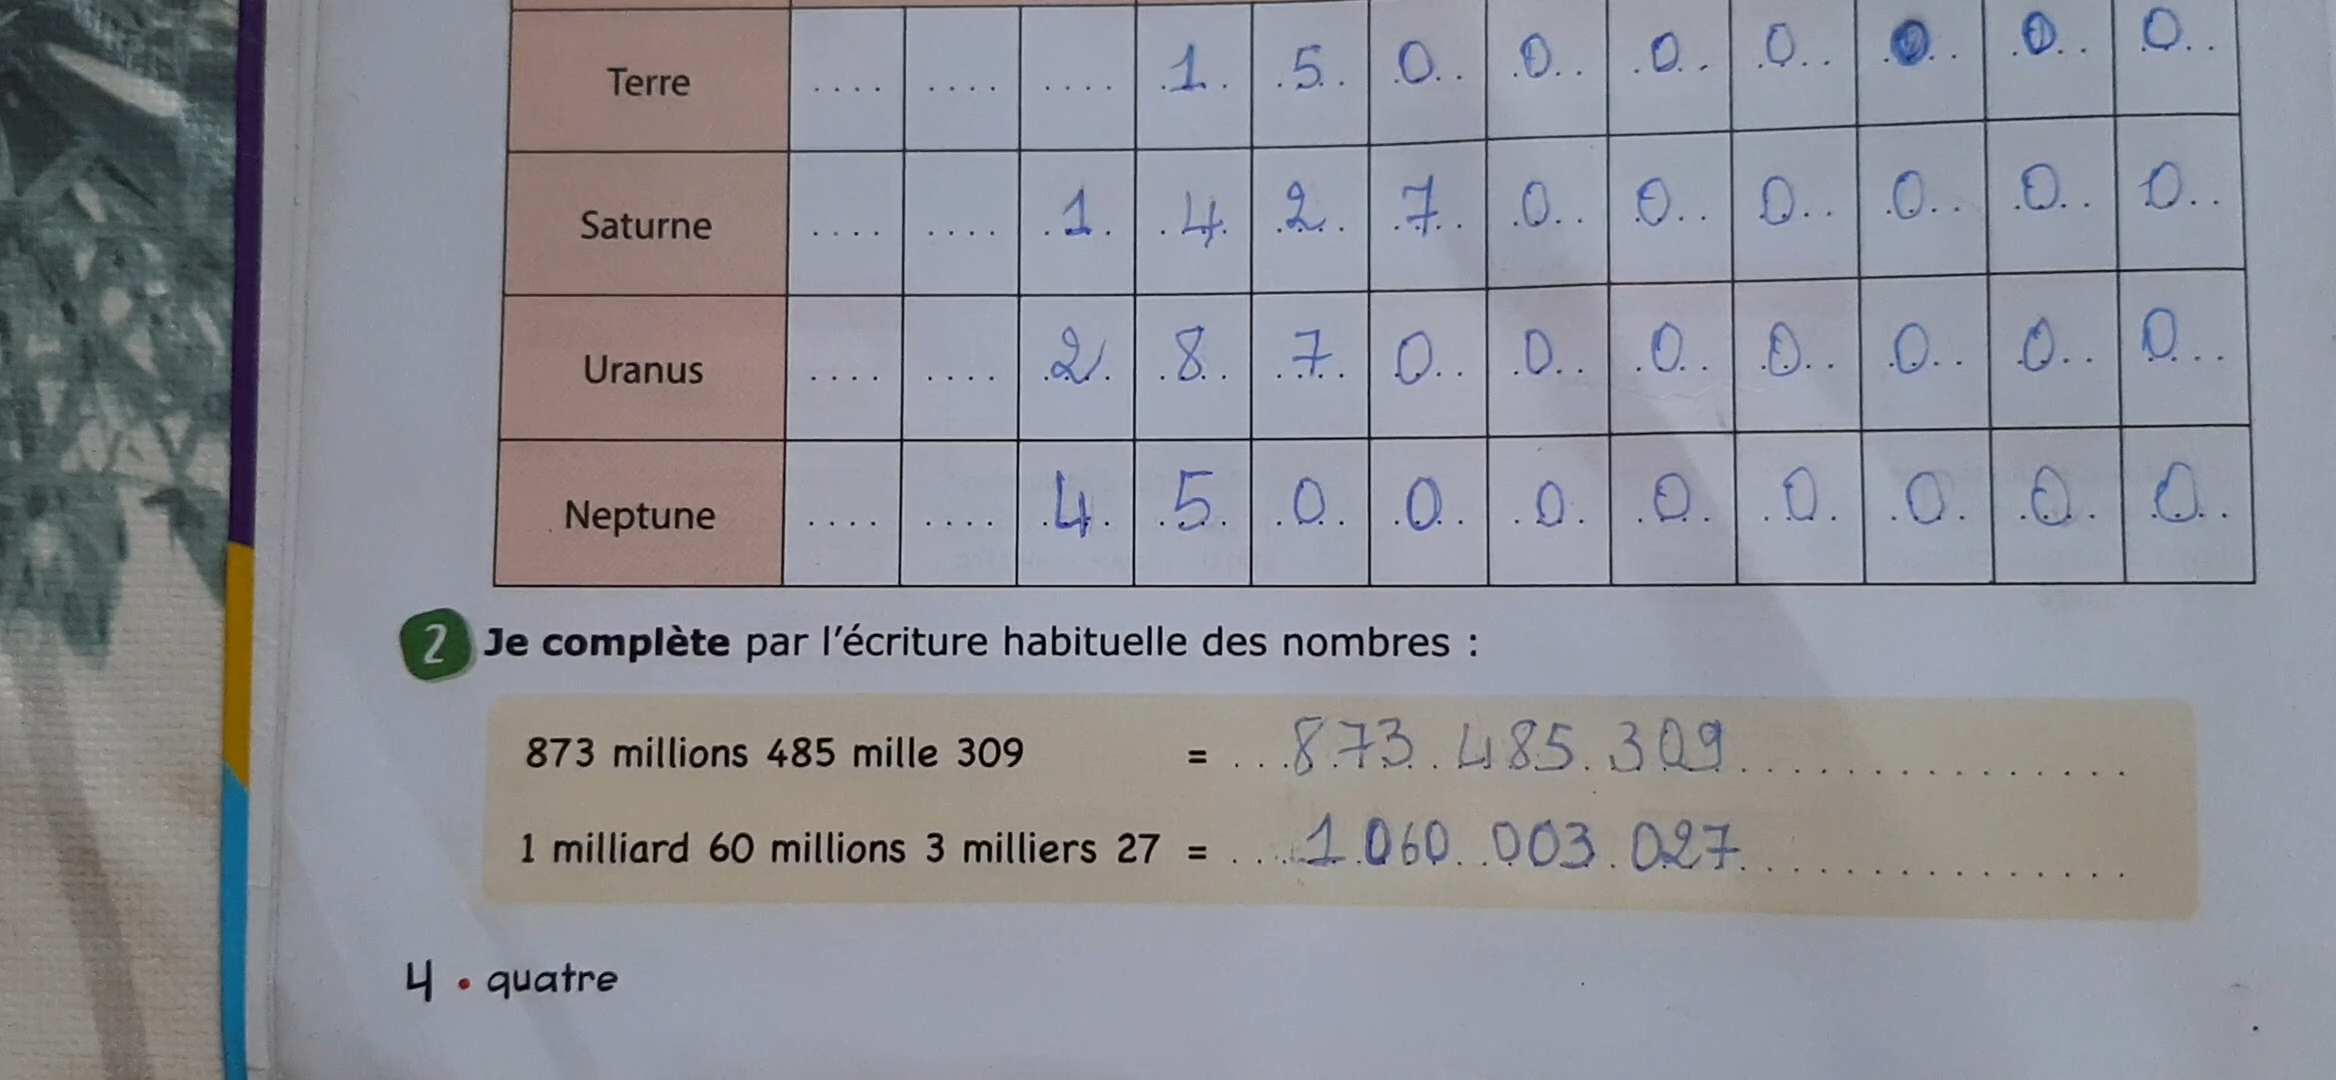 Terre .... .... .... 1 5 0 0 0 0 0 0 0
Saturne .... .... 1 4 2 7 0 0 0 0 0 0
Uranus .... .... 2 8 7 0 0 0 0 0 0 0
Neptune .... .... 4 5 0 0 0 0 0 0 0 0
2 Je complète par l'écriture habituelle des nombres :
873 millions 485 mille 309 = 873 485 309
1 milliard 60 millions 3 milliers 27 = 1 060 003 027
4 • quatre